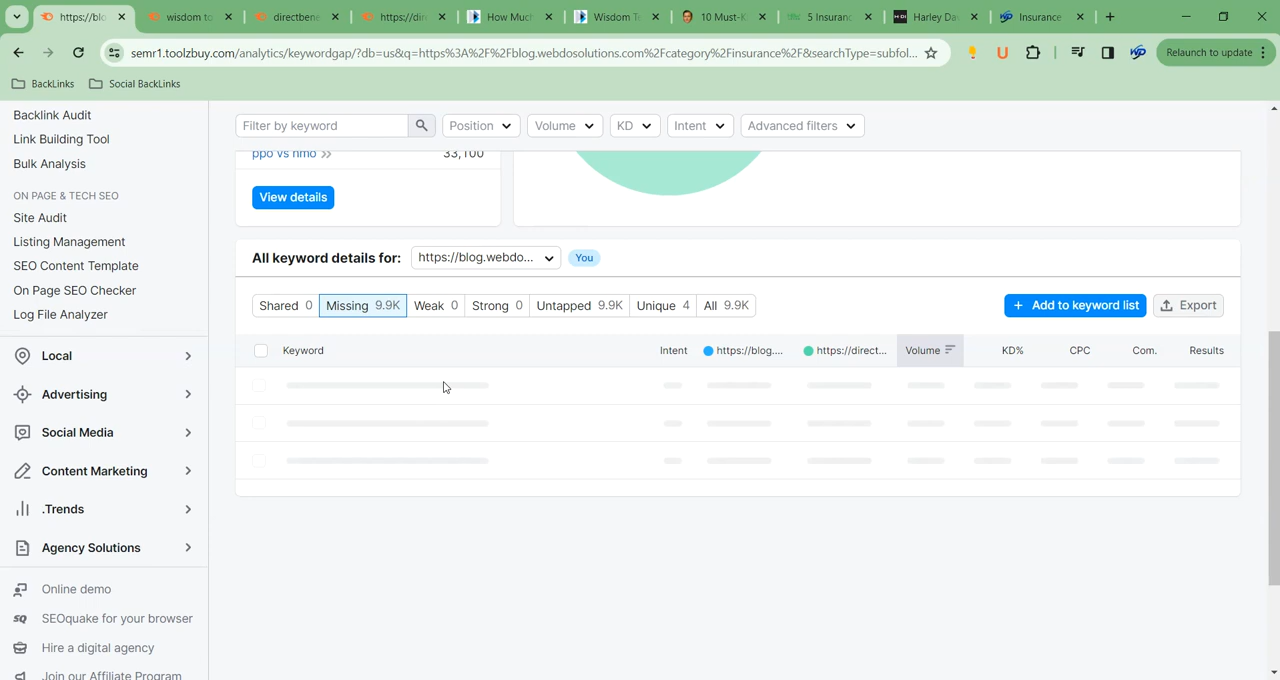 https://blo
wisdom to
directbene
https://dir
How Much
Wisdom To
10 Must-K
5 Insuranc
Harley Da
Insurance
semr1.toolzbuy.com/analytics/keywordgap/?db=us&q=https%3A%2F%2Fblog.webdosolutions.com%2Fcategory%2Finsurance%2F&searchType=subfol...
Relaunch to update
BackLinks
Social BackLinks
Backlink Audit
Link Building Tool
Bulk Analysis
ON PAGE & TECH SEO
Site Audit
Listing Management
SEO Content Template
On Page SEO Checker
Log File Analyzer
Local
Advertising
Social Media
Content Marketing
.Trends
Agency Solutions
Online demo
SEOquake for your browser
Hire a digital agency
Join our Affiliate Program
Filter by keyword
Position
Volume
KD
Intent
Advanced filters
ppo vs hmo 33,100
View details
All keyword details for: https://blog.webdo... You
Shared 0 Missing 9.9K Weak 0 Strong 0 Untapped 9.9K Unique 4 All 9.9K
+ Add to keyword list
Export
Keyword Intent https://blog.... https://direct... Volume KD% CPC Com. Results